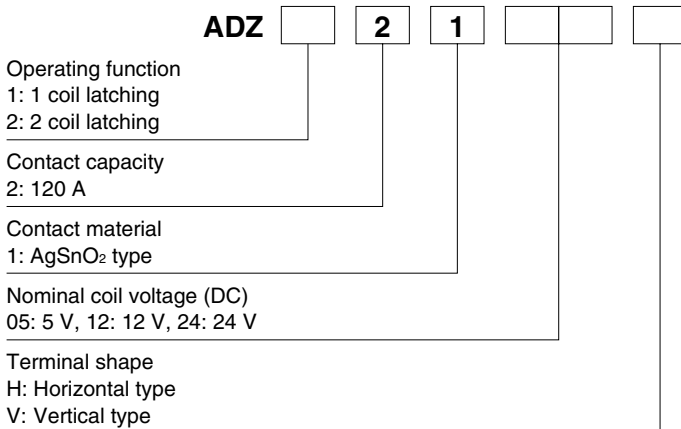 ADZ 2 1
Operating function
1: 1 coil latching
2: 2 coil latching
Contact capacity
2: 120 A
Contact material
1: AgSnO₂ type
Nominal coil voltage (DC)
05: 5 V, 12: 12 V, 24: 24 V
Terminal shape
H: Horizontal type
V: Vertical type